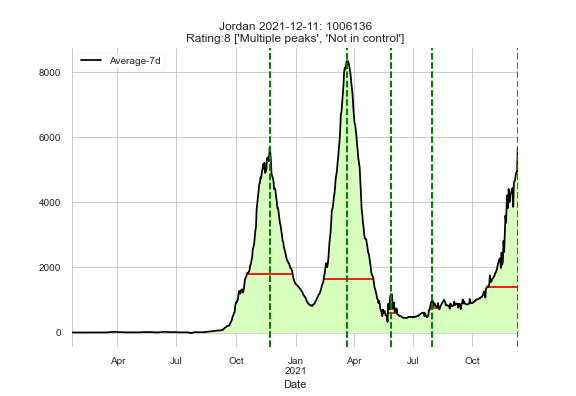 Jordan 2021-12-11: 1006136
Rating:8 ['Multiple peaks', 'Not in control']
Average-7d
8000
6000
4000
2000
0
Apr Jul Oct Jan Apr Jul Oct
2021
Date